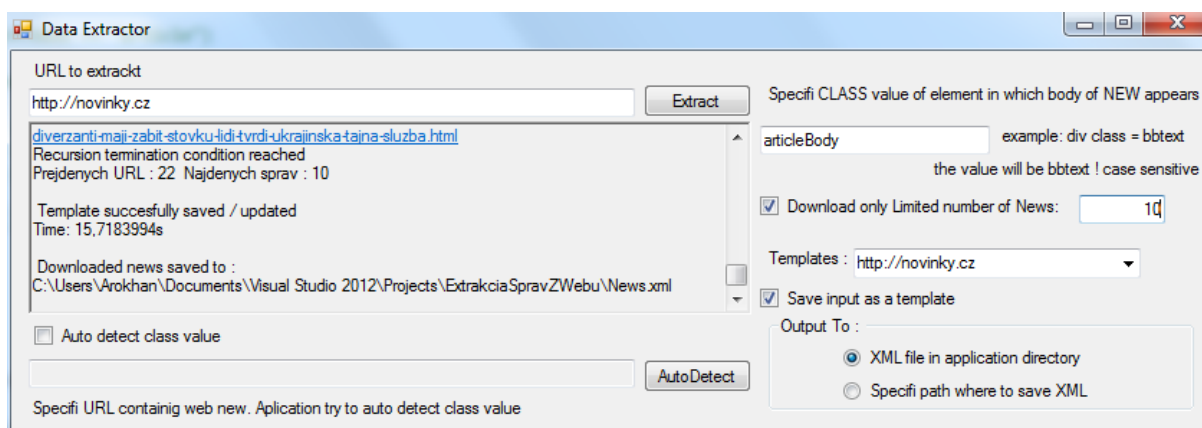 Data Extractor
URL to extrackt
http://novinky.cz
Extract
diverzanti-maji-zabit-stovku-lidi-tvrdi-ukrajinska-tajna-sluzba.html
Recursion termination condition reached
Prejdenych URL : 22 Najdenych sprav : 10
Template succesfully saved / updated
Time: 15,7183994s
Downloaded news saved to :
C:\Users\Arokhan\Documents\Visual Studio 2012\Projects\ExtrakciaSpravZWebu\News.xml
Auto detect class value
AutoDetect
Specifi URL containig web new. Aplication try to auto detect class value
Specifi CLASS value of element in which body of NEW appears
articleBody
example: div class = bbtext
the value will be bbtext ! case sensitive
Download only Limited number of News:
10
Templates :
http://novinky.cz
Save input as a template
Output To :
XML file in application directory
Specifi path where to save XML